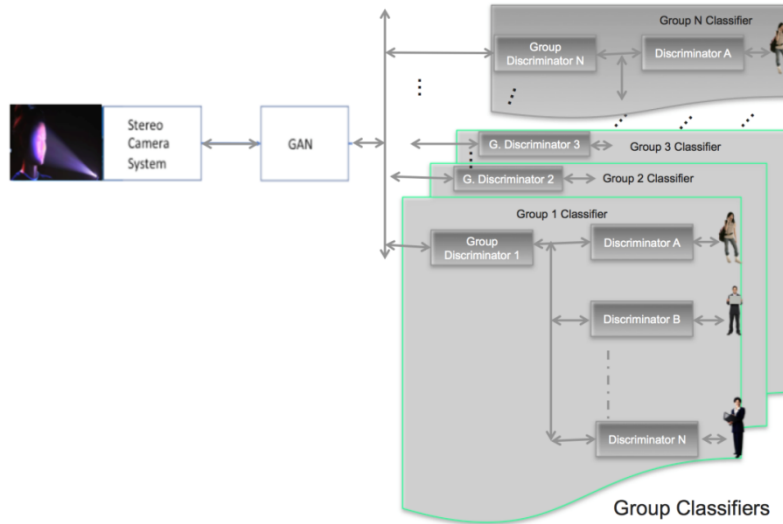 Group N Classifier
Group
Discriminator N
Discriminator A
Stereo
Camera
System
GAN
G. Discriminator 3
Group 3 Classifier
G. Discriminator 2
Group 2 Classifier
Group 1 Classifier
Group
Discriminator 1
Discriminator A
Discriminator B
Discriminator N
Group Classifiers